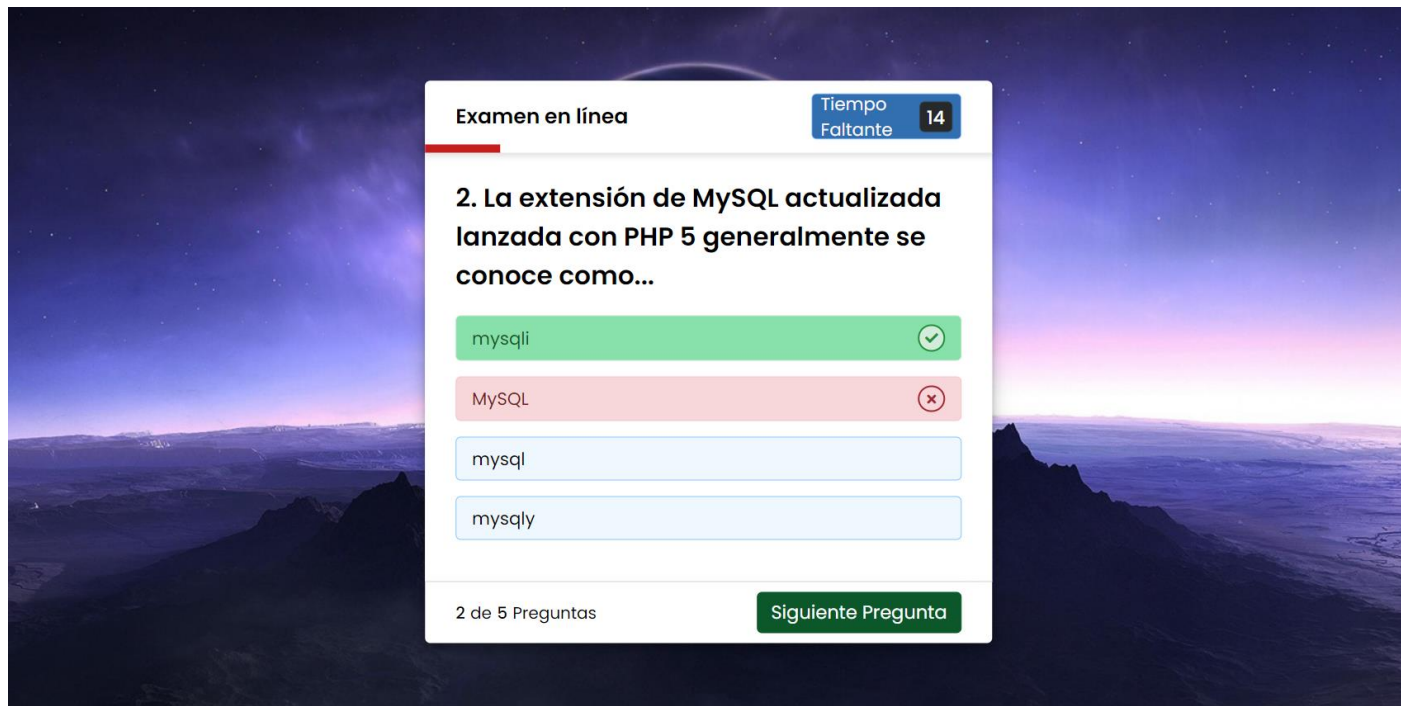 Examen en línea
Tiempo
Faltante
14
2. La extensión de MySQL actualizada
lanzada con PHP 5 generalmente se
conoce como...
mysqli
MySQL
mysql
mysqly
2 de 5 Preguntas
Siguiente Pregunta